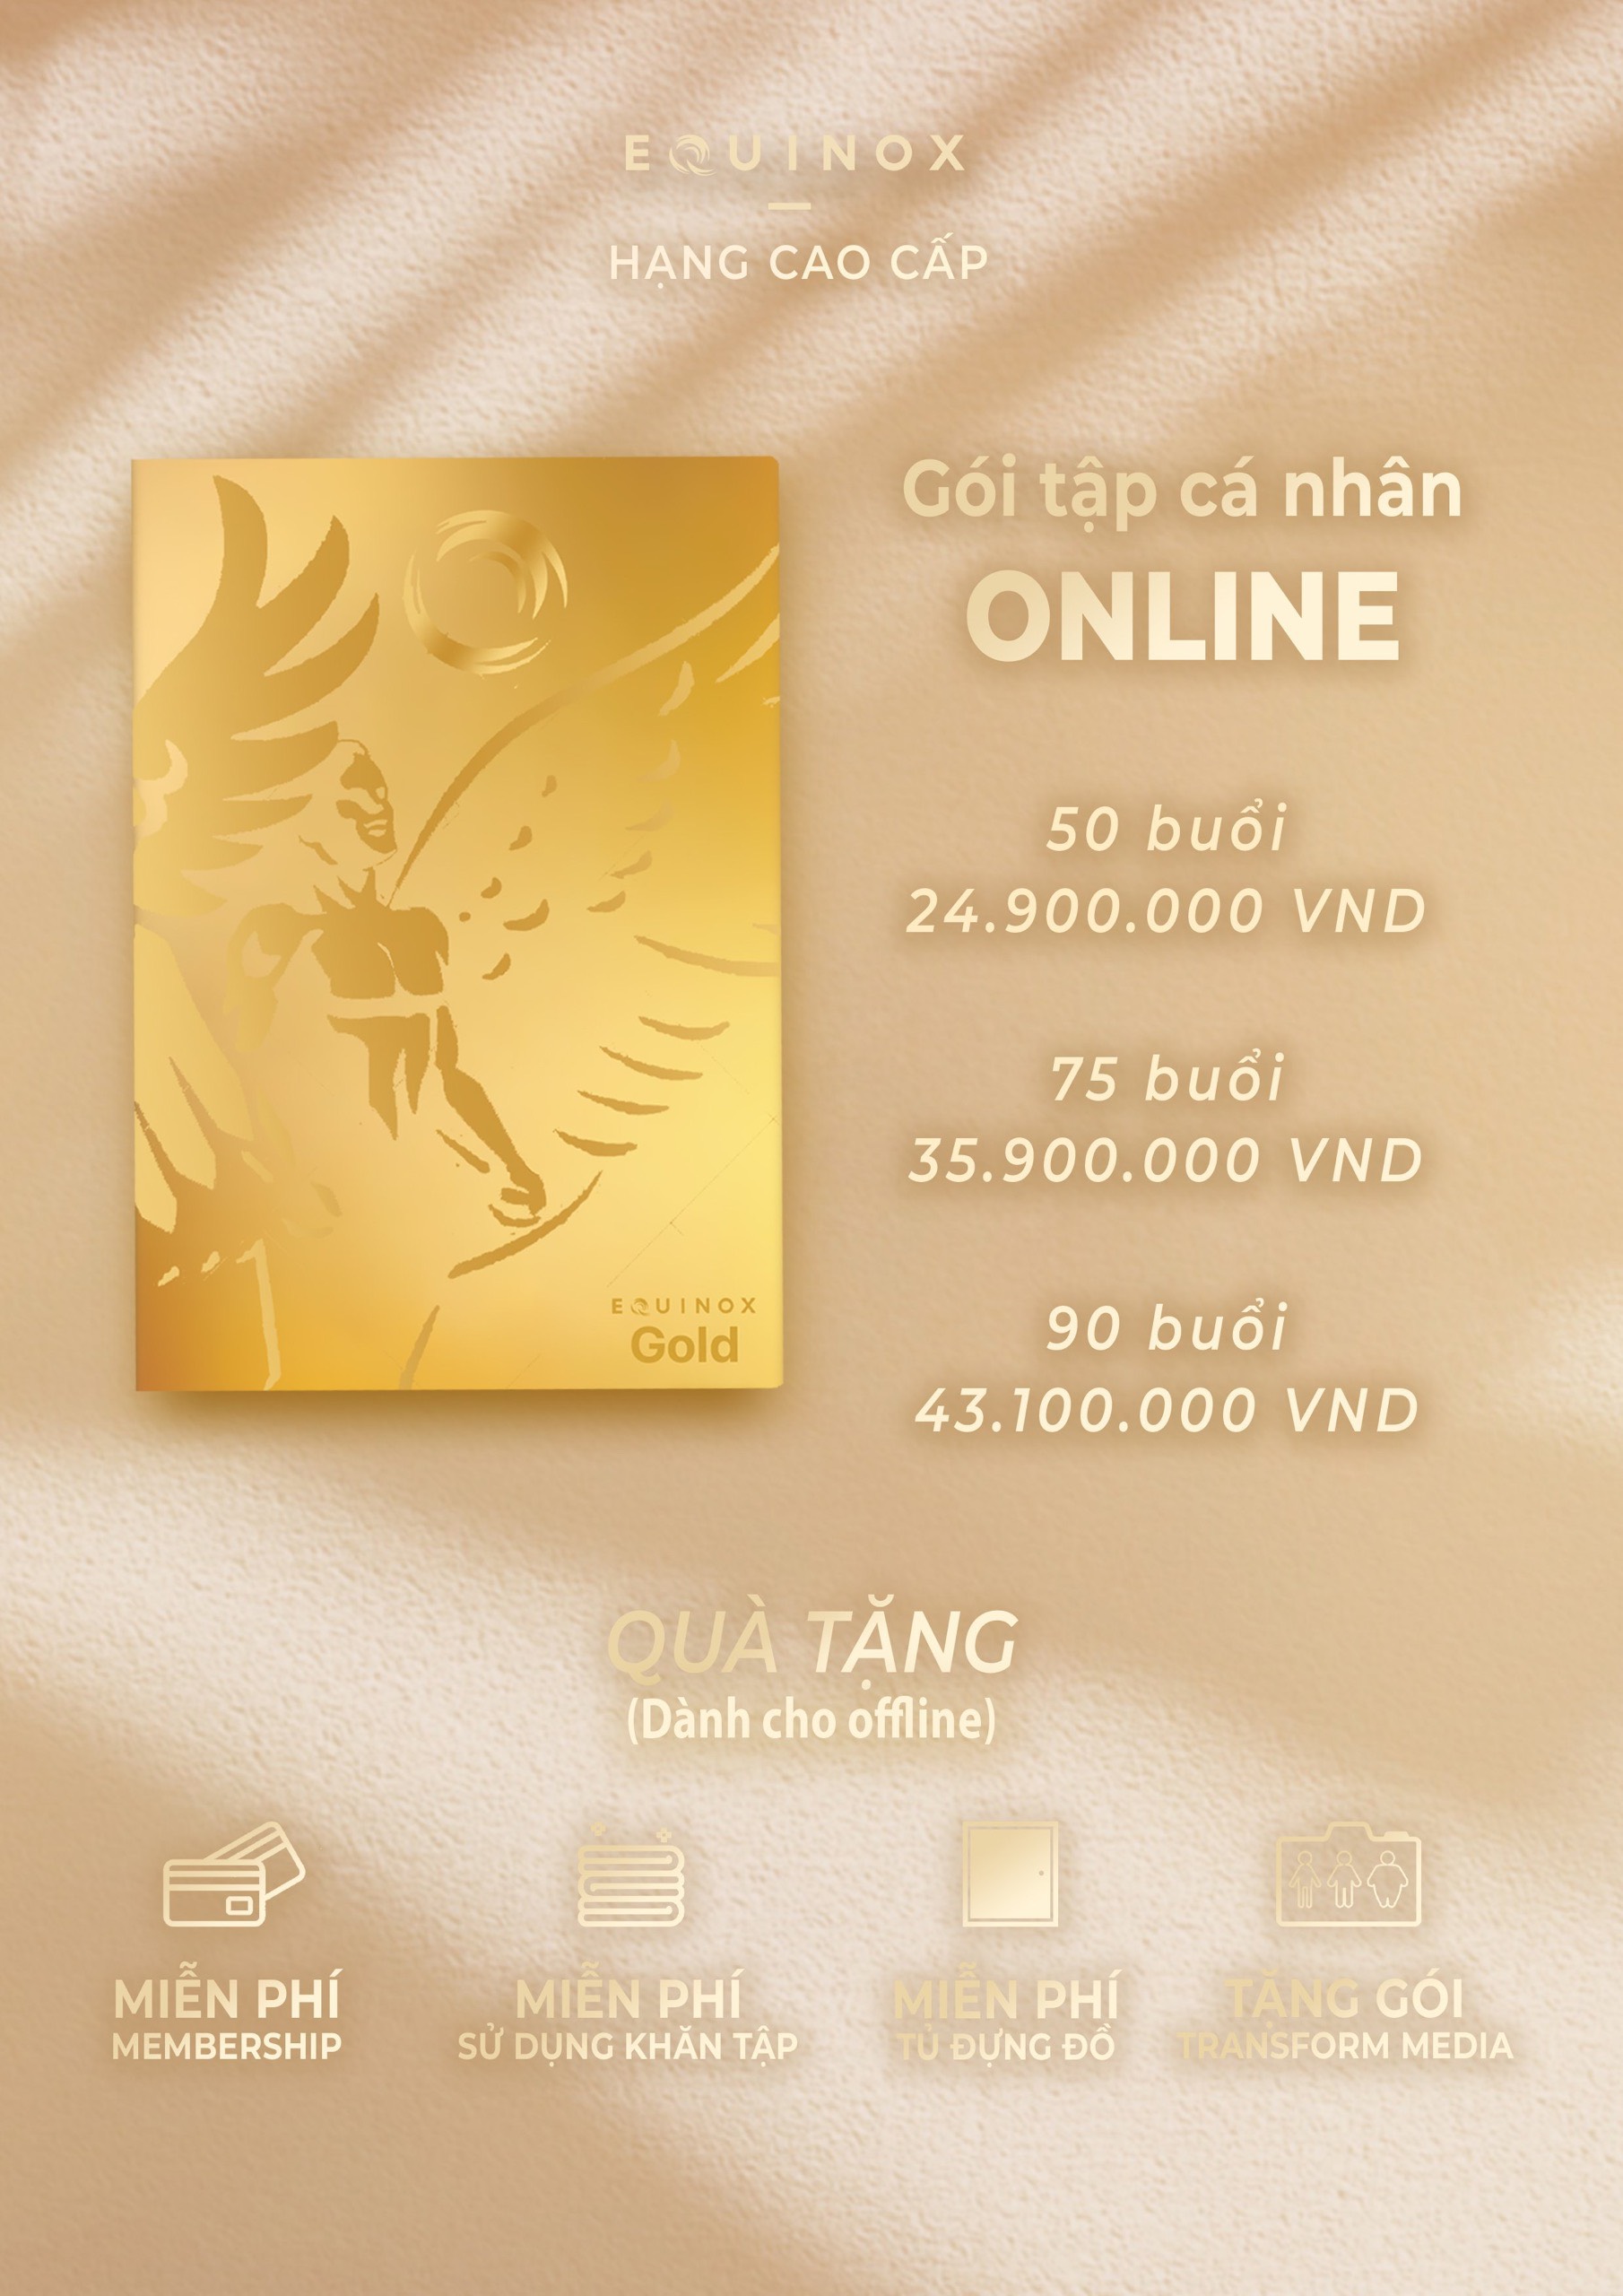 EQUINOX
HẠNG CAO CẤP
Gói tập cá nhân
ONLINE
50 buổi
24.900.000 VND
75 buổi
35.900.000 VND
90 buổi
43.100.000 VND
EQUINOX
Gold
QUÀ TẶNG
(Dành cho offline)
MIỄN PHÍ
MEMBERSHIP
MIỄN PHÍ
SỬ DỤNG KHĂN TẬP
MIỄN PHÍ
TỦ ĐỰNG ĐỒ
TẶNG GÓI
TRANSFORM MEDIA